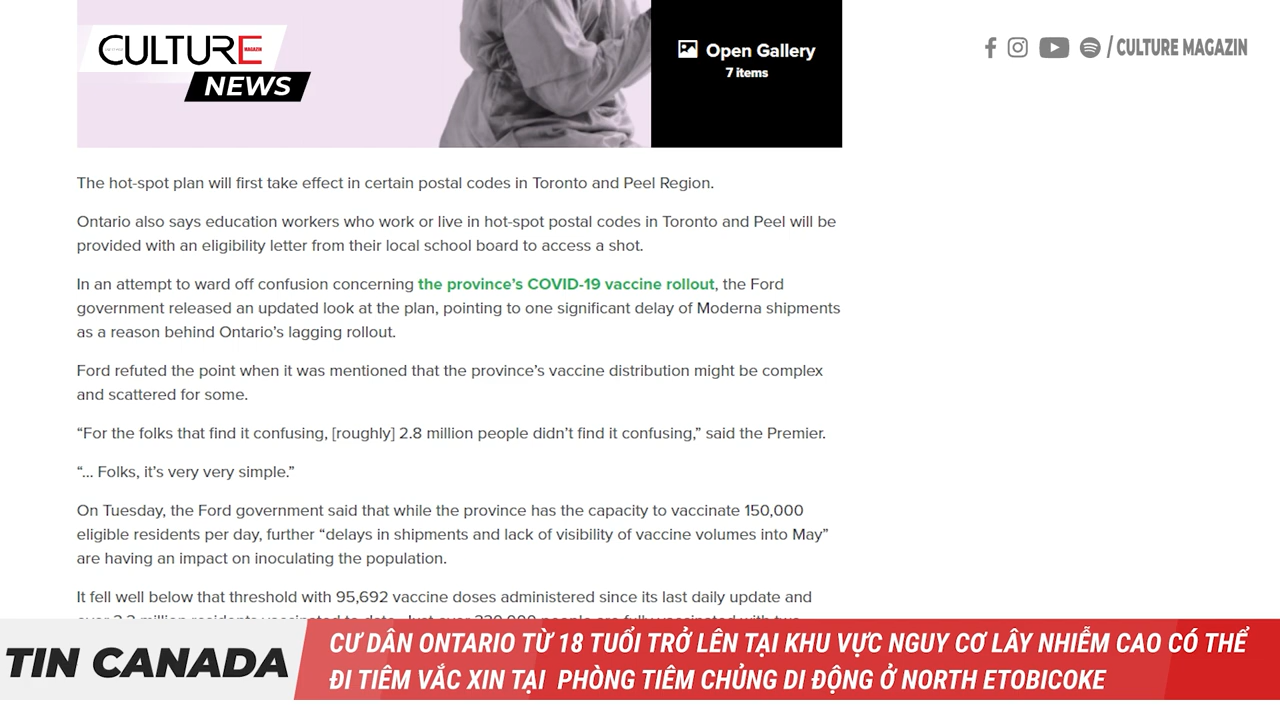 CULTURE
MAGAZIN
NEWS
Open Gallery
7 items
/ CULTURE MAGAZIN
The hot-spot plan will first take effect in certain postal codes in Toronto and Peel Region.
Ontario also says education workers who work or live in hot-spot postal codes in Toronto and Peel will be
provided with an eligibility letter from their local school board to access a shot.
In an attempt to ward off confusion concerning the province’s COVID-19 vaccine rollout, the Ford
government released an updated look at the plan, pointing to one significant delay of Moderna shipments
as a reason behind Ontario’s lagging rollout.
Ford refuted the point when it was mentioned that the province’s vaccine distribution might be complex
and scattered for some.
“For the folks that find it confusing, [roughly] 2.8 million people didn’t find it confusing,” said the Premier.
“... Folks, it’s very very simple.”
On Tuesday, the Ford government said that while the province has the capacity to vaccinate 150,000
eligible residents per day, further “delays in shipments and lack of visibility of vaccine volumes into May”
are having an impact on inoculating the population.
It fell well below that threshold with 95,692 vaccine doses administered since its last daily update and
TIN CANADA
CƯ DÂN ONTARIO TỪ 18 TUỔI TRỞ LÊN TẠI KHU VỰC NGUY CƠ LÂY NHIỄM CAO CÓ THỂ
ĐI TIÊM VẮC XIN TẠI PHÒNG TIÊM CHỦNG DI ĐỘNG Ở NORTH ETOBICOKE